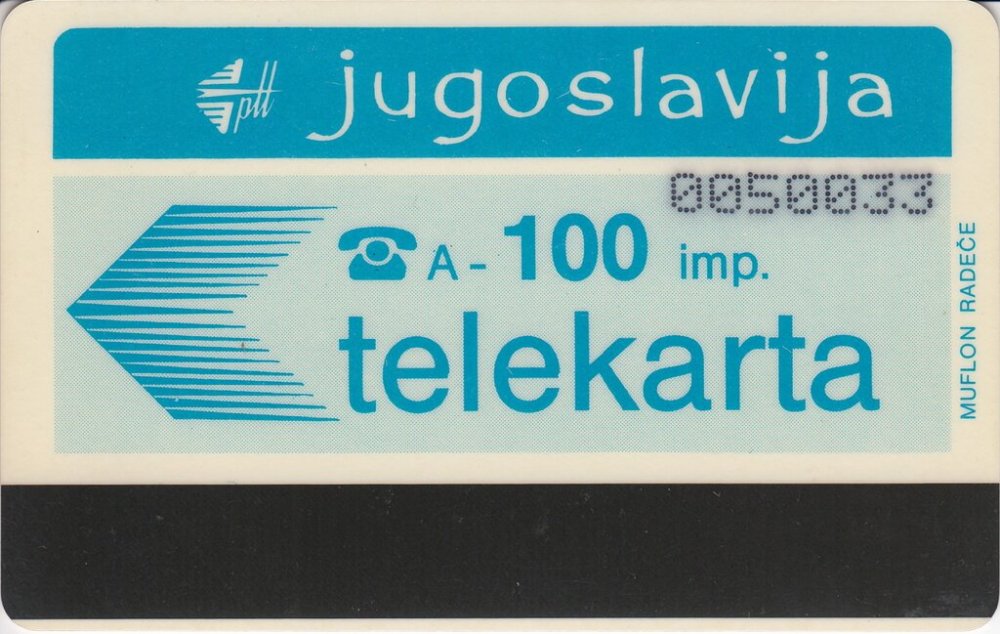 ptt jugoslavija
0050033
A - 100 imp.
telekarta
MUFLON RADEČE